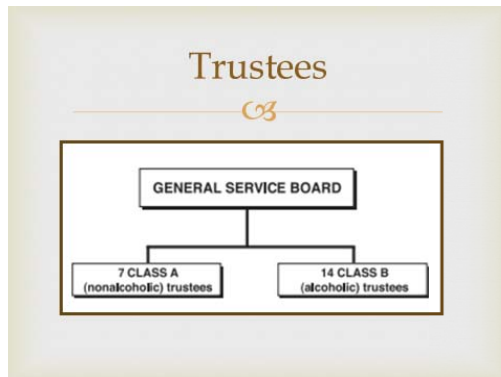 Trustees
GENERAL SERVICE BOARD
7 CLASS A
(nonalcoholic) trustees
14 CLASS B
(alcoholic) trustees